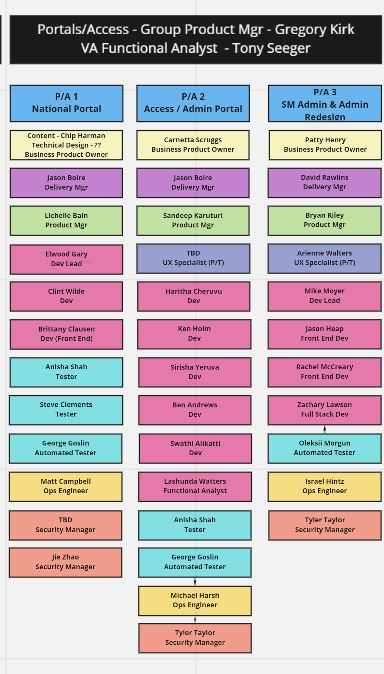 Portals/Access - Group Product Mgr - Gregory Kirk
VA Functional Analyst - Tony Seeger
P/A 1
National Portal
Content - Chip Harman
Technical Design - ??
Business Product Owner
Jason Boire
Delivery Mgr
Lichelle Bain
Product Mgr
Elwood Gary
Dev Lead
Clint Wilde
Dev
Brittany Clausen
Dev (Front End)
Anisha Shah
Tester
Steve Clements
Tester
George Goslin
Automated Tester
Matt Campbell
Ops Engineer
TBD
Security Manager
Jie Zhao
Security Manager
P/A 2
Access / Admin Portal
Carnetta Scruggs
Business Product Owner
Jason Boire
Delivery Mgr
Sandeep Karuturi
Product Mgr
TBD
UX Specialist (P/T)
Haritha Cheruvu
Dev
Ken Holm
Dev
Sirisha Yeruva
Dev
Ben Andrews
Dev
Swathi Alikatti
Dev
Lashunda Watters
Functional Analyst
Anisha Shah
Tester
George Goslin
Automated Tester
Michael Harsh
Ops Engineer
Tyler Taylor
Security Manager
P/A 3
SM Admin & Admin
Redesign
Patty Henry
Business Product Owner
David Rawlins
Delivery Mgr
Bryan Riley
Product Mgr
Arienne Walters
UX Specialist (P/T)
Mike Moyer
Dev Lead
Jason Heap
Front End Dev
Rachel McCreary
Front End Dev
Zachary Lawson
Full Stack Dev
Oleksii Morgun
Automated Tester
Israel Hintz
Ops Engineer
Tyler Taylor
Security Manager